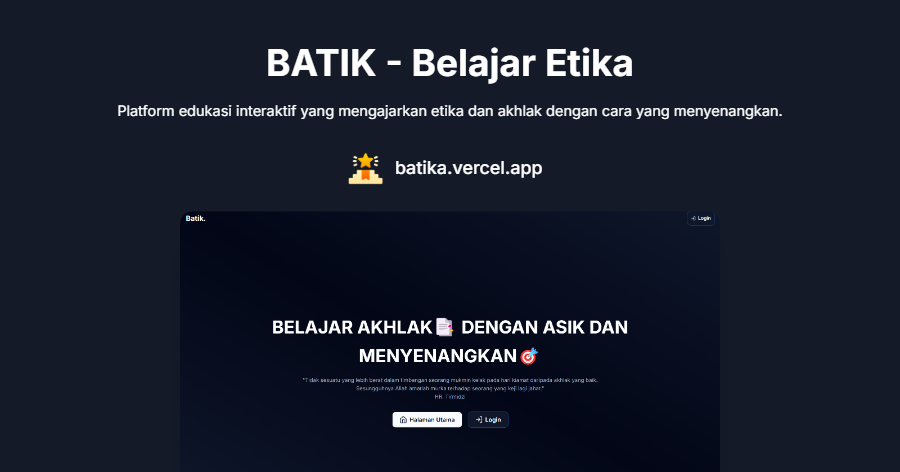 BATIK - Belajar Etika
Platform edukasi interaktif yang mengajarkan etika dan akhlak dengan cara yang menyenangkan.
batika.vercel.app
Batik.
Login
BELAJAR AKHLAK DENGAN ASIK DAN
MENYENANGKAN
"Tidak sesuatu yang lebih berat dalam timbangan seorang mukmin kelak pada hari kiamat daripada akhlak yang baik.
Sesungguhnya Allah amatlah murka terhadap seorang yang keji lagi jahat."
HR. Tirmidzi
Halaman Utama
Login